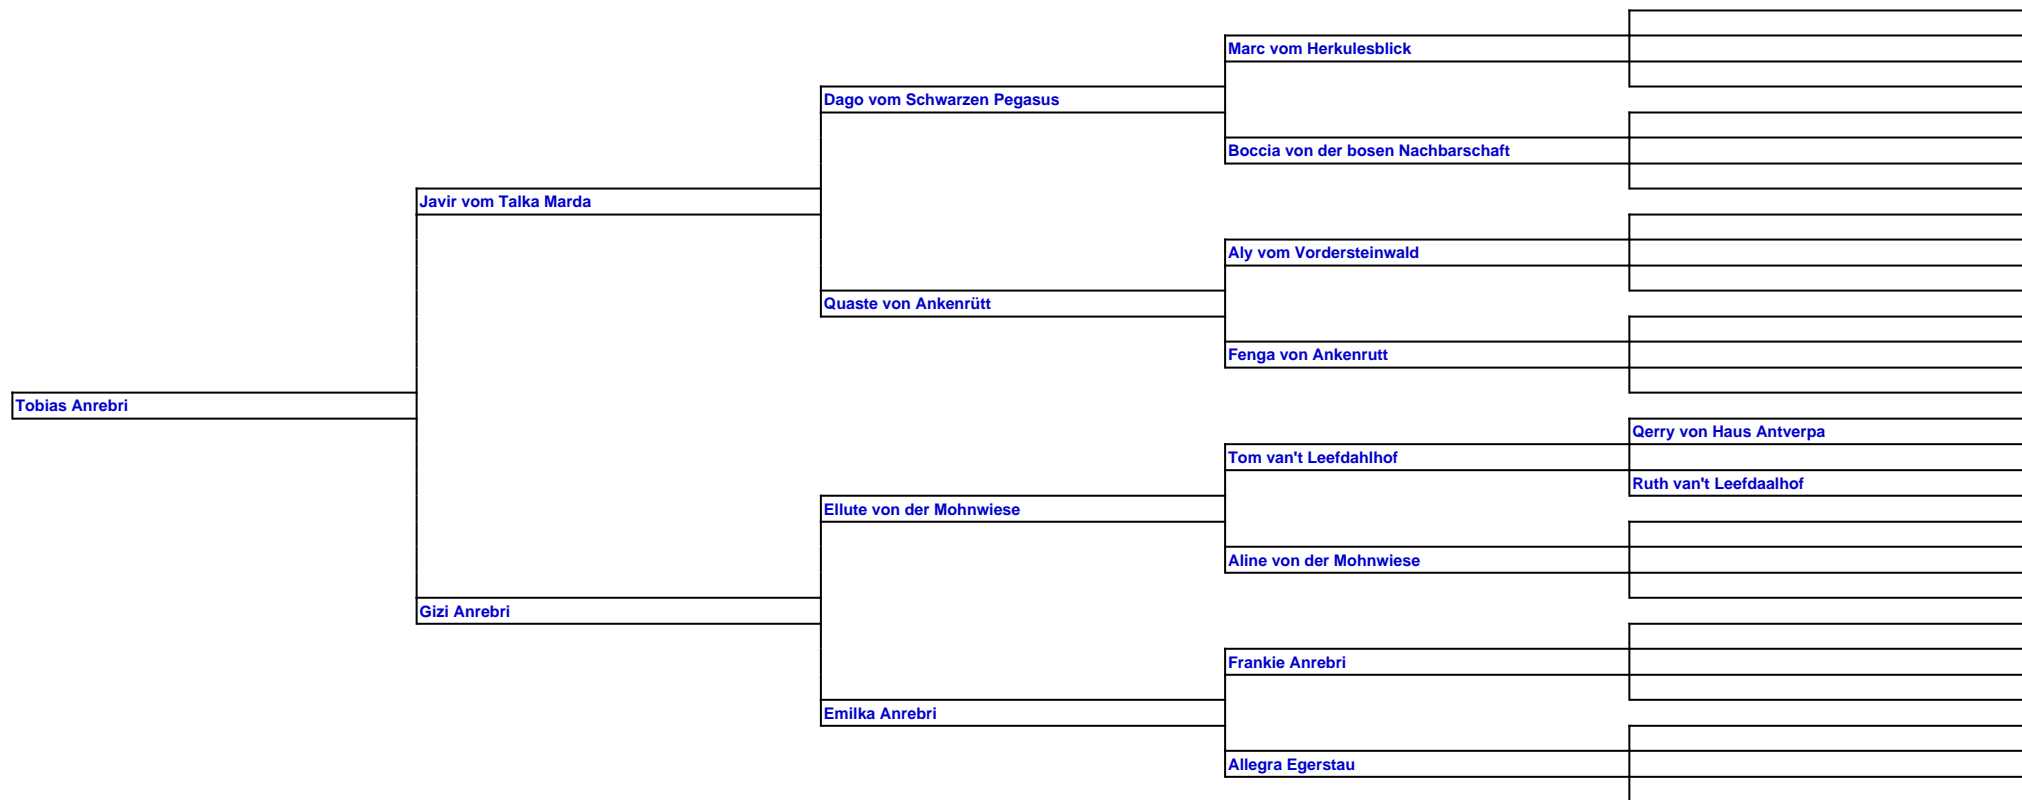 Marc vom Herkulesblick
Dago vom Schwarzen Pegasus
Boccia von der bosen Nachbarschaft
Javir vom Talka Marda
Aly vom Vordersteinwald
Quaste von Ankenrütt
Fenga von Ankenrutt
Tobias Anrebri
Qerry von Haus Antverpa
Tom van't Leefdahlhof
Ruth van't Leefdaalhof
Ellute von der Mohnwiese
Aline von der Mohnwiese
Gizi Anrebri
Frankie Anrebri
Emilka Anrebri
Allegra Egerstau